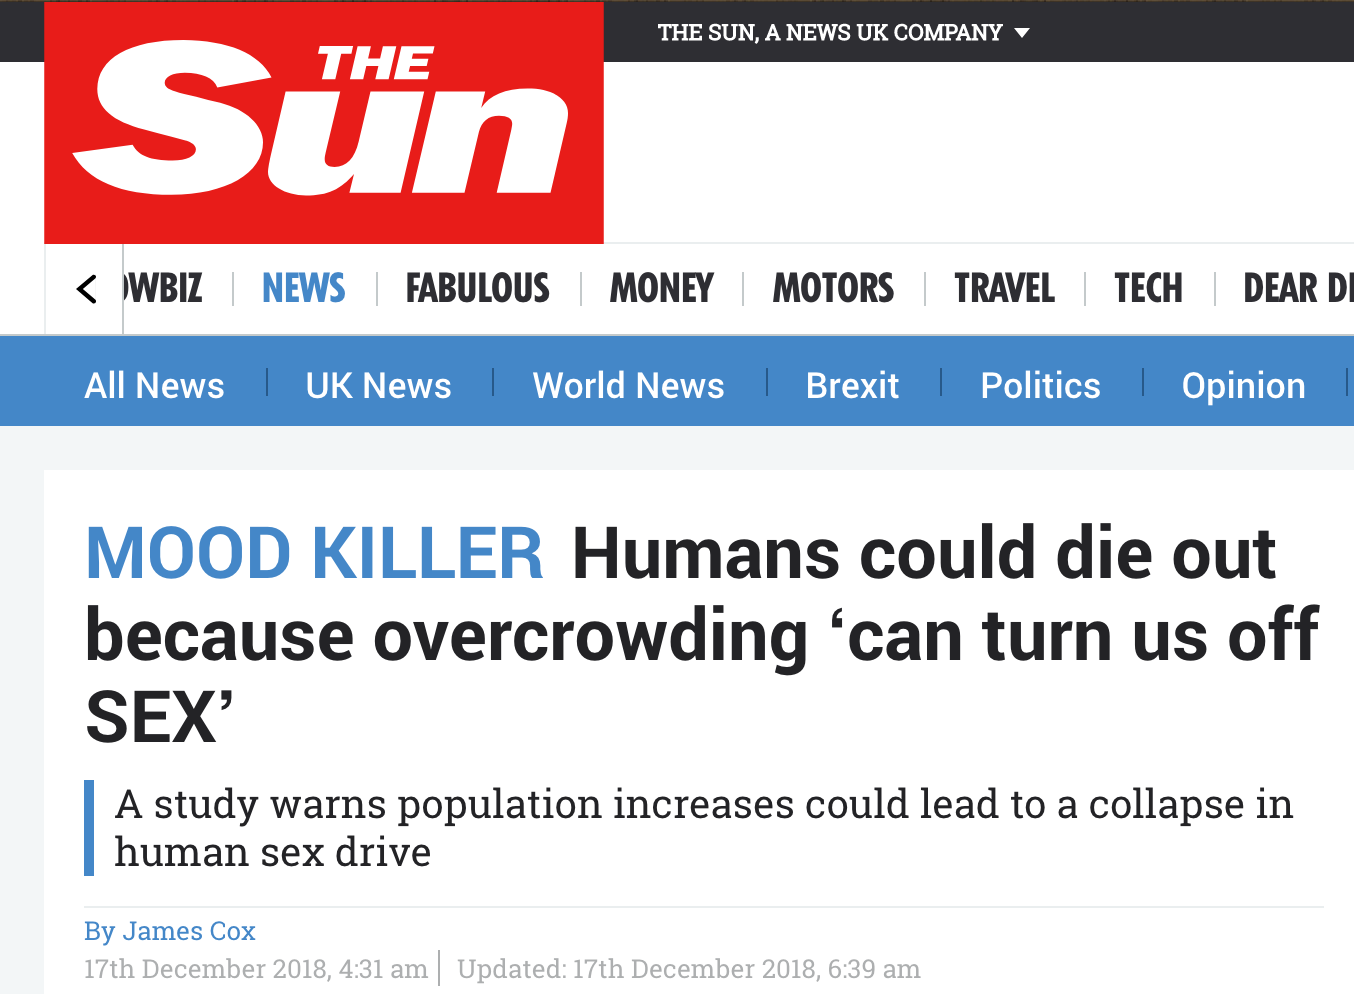 THE SUN, A NEWS UK COMPANY
THE
Sun
OWBIZ NEWS FABULOUS MONEY MOTORS TRAVEL TECH DEAR
All News UK News World News Brexit Politics Opinion
MOOD KILLER Humans could die out
because overcrowding ‘can turn us off
SEX’
A study warns population increases could lead to a collapse in
human sex drive
By James Cox
17th December 2018, 4:31 am Updated: 17th December 2018, 6:39 am